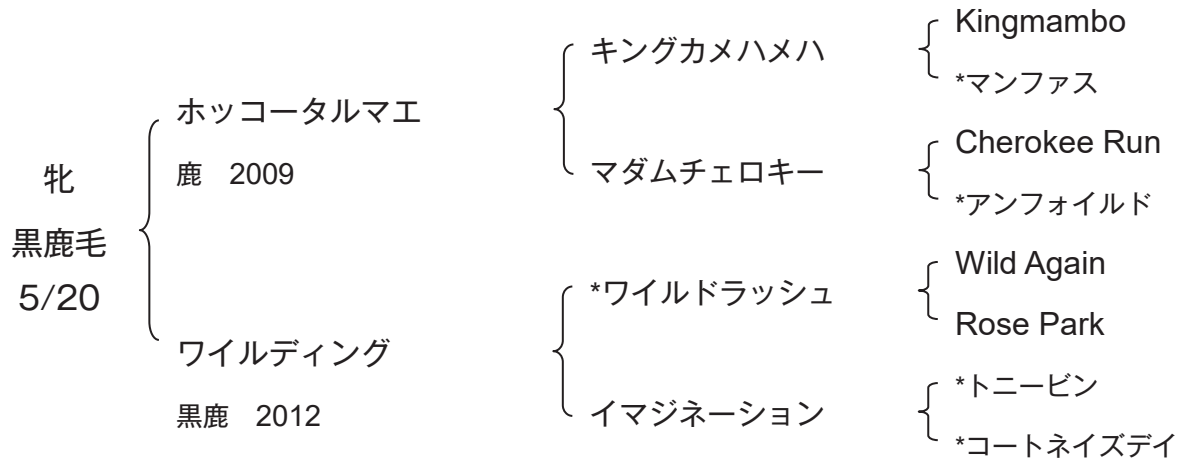 牝
黒鹿毛
5/20
ホッコータルマエ
鹿　2009
ワイルディング
黒鹿　2012
キングカメハメハ
マダムチェロキー
*ワイルドラッシュ
イマジネーション
Kingmambo
*マンファス
Cherokee Run
*アンフォイルド
Wild Again
Rose Park
*トニービン
*コートネイズデイ